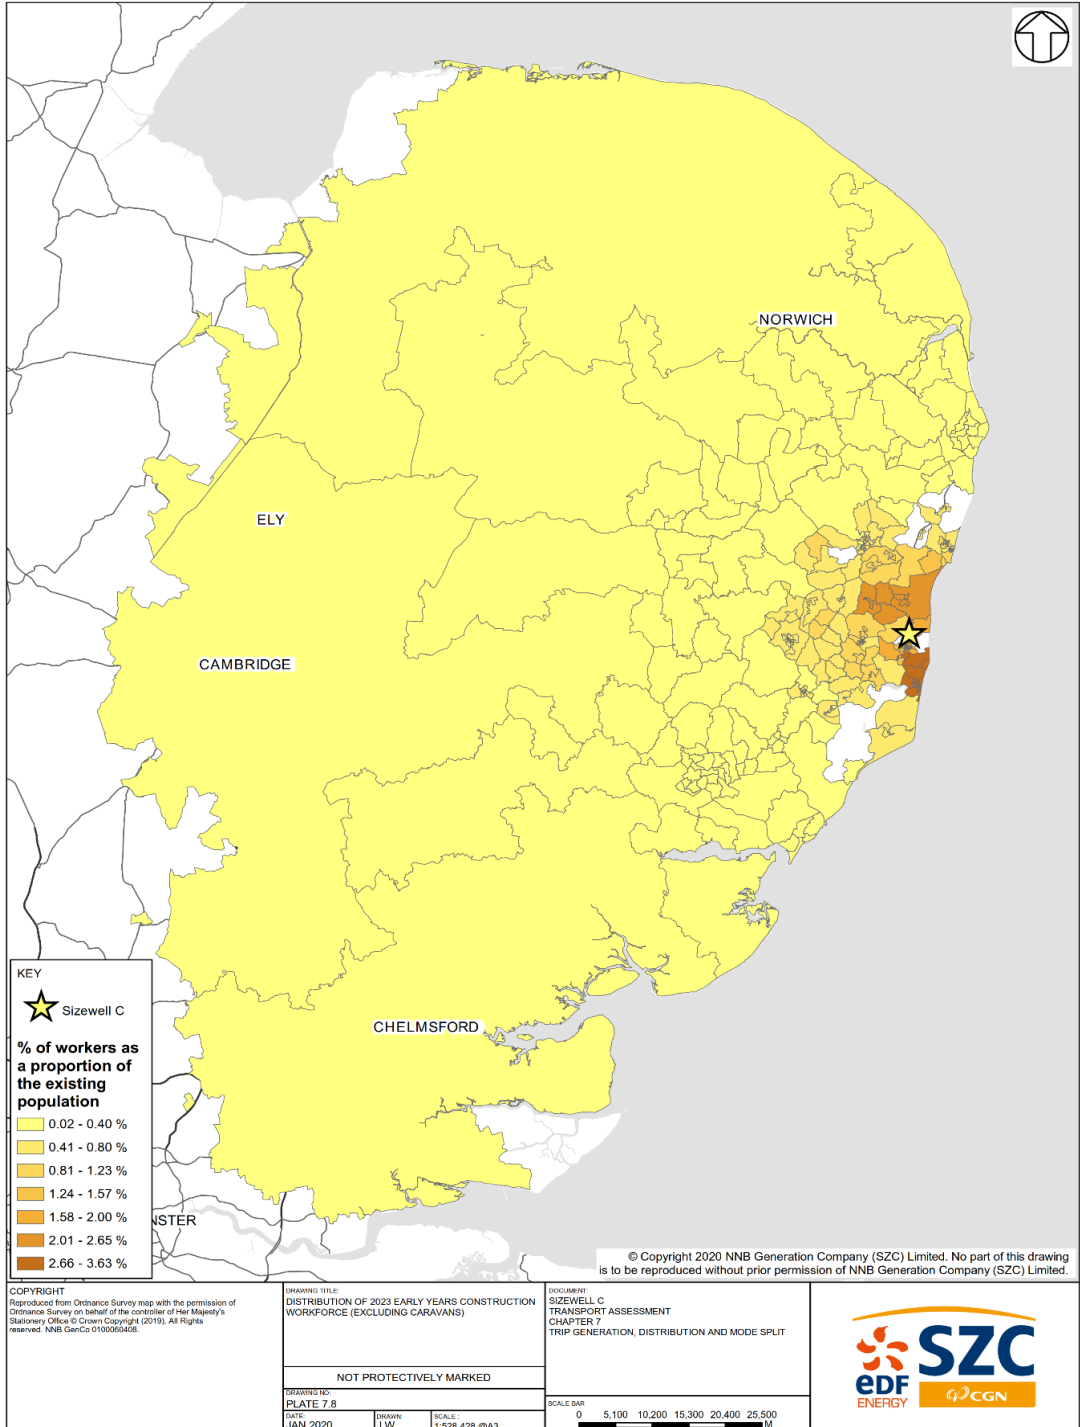 NORWICH
ELY
CAMBRIDGE
CHELMSFORD
NSTER
KEY
Sizewell C
% of workers as
a proportion of
the existing
population
0.02 - 0.40 %
0.41 - 0.80 %
0.81 - 1.23 %
1.24 - 1.57 %
1.58 - 2.00 %
2.01 - 2.65 %
2.66 - 3.63 %
© Copyright 2020 NNB Generation Company (SZC) Limited. No part of this drawing
is to be reproduced without prior permission of NNB Generation Company (SZC) Limited.
COPYRIGHT
Reproduced from Ordnance Survey map with the permission of
Ordnance Survey on behalf of the controller of Her Majesty's
Stationery Office © Crown Copyright (2019). All Rights
reserved. NNB GenCo 0100060408.
DRAWING TITLE:
DISTRIBUTION OF 2023 EARLY YEARS CONSTRUCTION
WORKFORCE (EXCLUDING CARAVANS)
NOT PROTECTIVELY MARKED
DRAWING NO:
PLATE 7.8
DATE:
JAN 2020
DRAWN:
J.W
SCALE :
1:528,428 @A3
DOCUMENT:
SIZEWELL C
TRANSPORT ASSESSMENT
CHAPTER 7
TRIP GENERATION, DISTRIBUTION AND MODE SPLIT
SCALE BAR
0 5,100 10,200 15,300 20,400 25,500
M
eDF
ENERGY
SZC
CGN